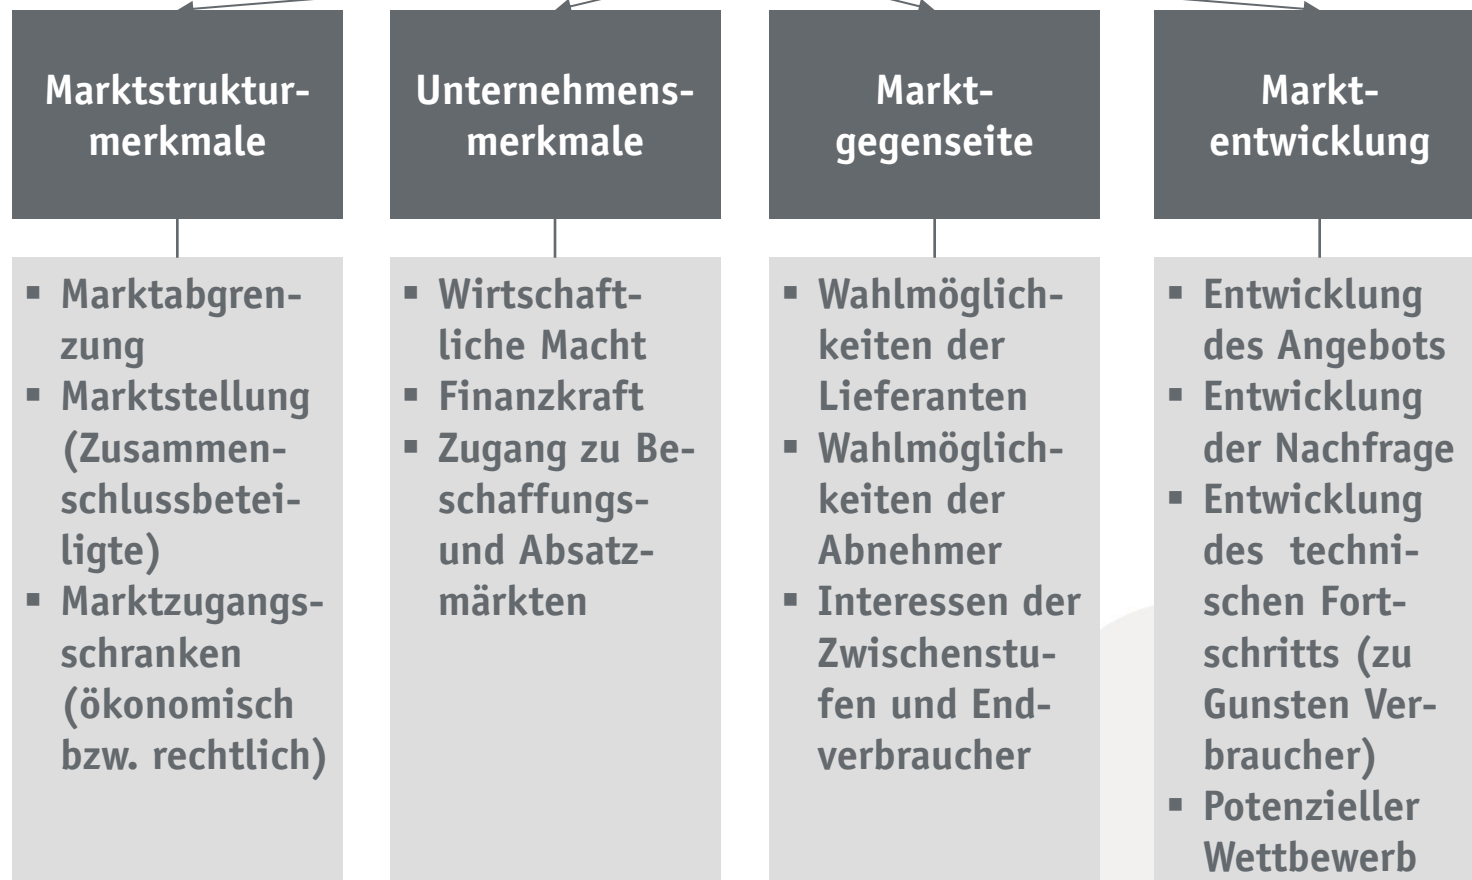 Marktstruktur-
merkmale
▪ Marktabgren-
zung
▪ Marktstellung
(Zusammen-
schlussbetei-
ligte)
▪ Marktzugangs-
schranken
(ökonomisch
bzw. rechtlich)
Unternehmens-
merkmale
▪ Wirtschaft-
liche Macht
▪ Finanzkraft
▪ Zugang zu Be-
schaffungs-
und Absatz-
märkten
Markt-
gegenseite
▪ Wahlmöglich-
keiten der
Lieferanten
▪ Wahlmöglich-
keiten der
Abnehmer
▪ Interessen der
Zwischenstu-
fen und End-
verbraucher
Markt-
entwicklung
▪ Entwicklung
des Angebots
▪ Entwicklung
der Nachfrage
▪ Entwicklung
des techni-
schen Fort-
schritts (zu
Gunsten Ver-
braucher)
▪ Potenzieller
Wettbewerb